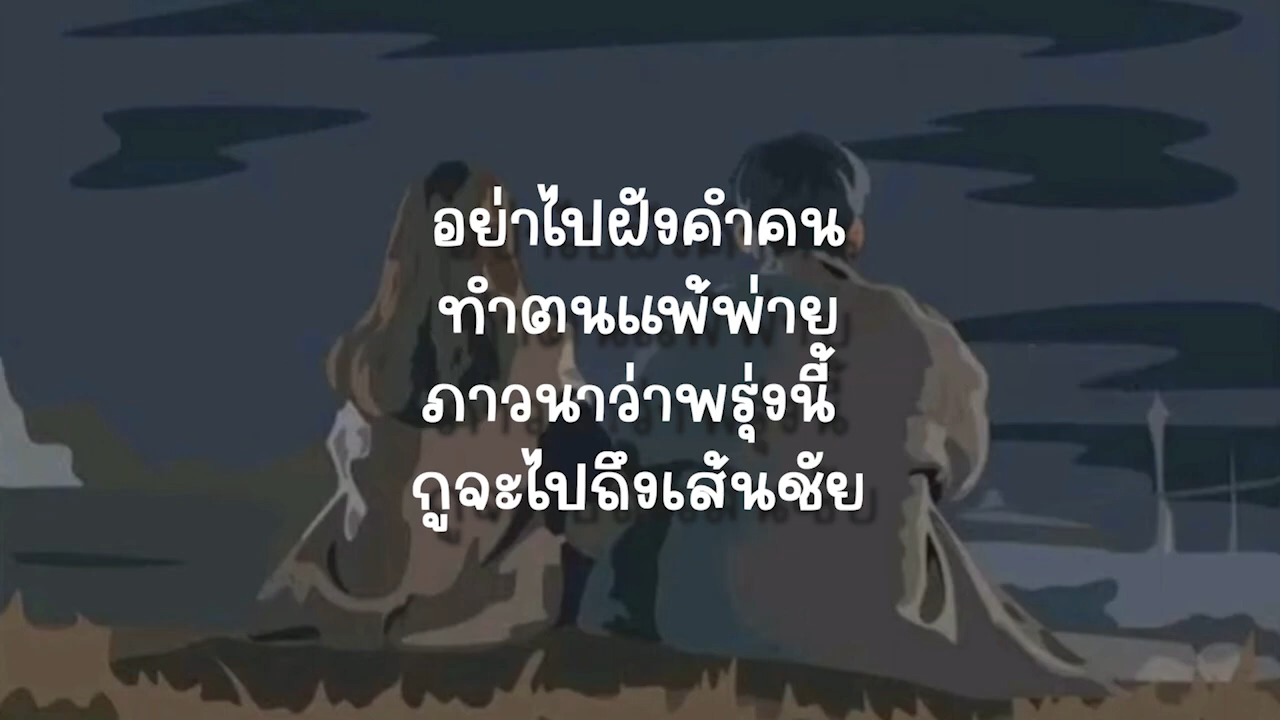 อย่าไปฝังคำคน
ทำตนแพ้พ่าย
ภาวนาว่าพรุ่งนี้
กูจะไปถึงเส้นชัย